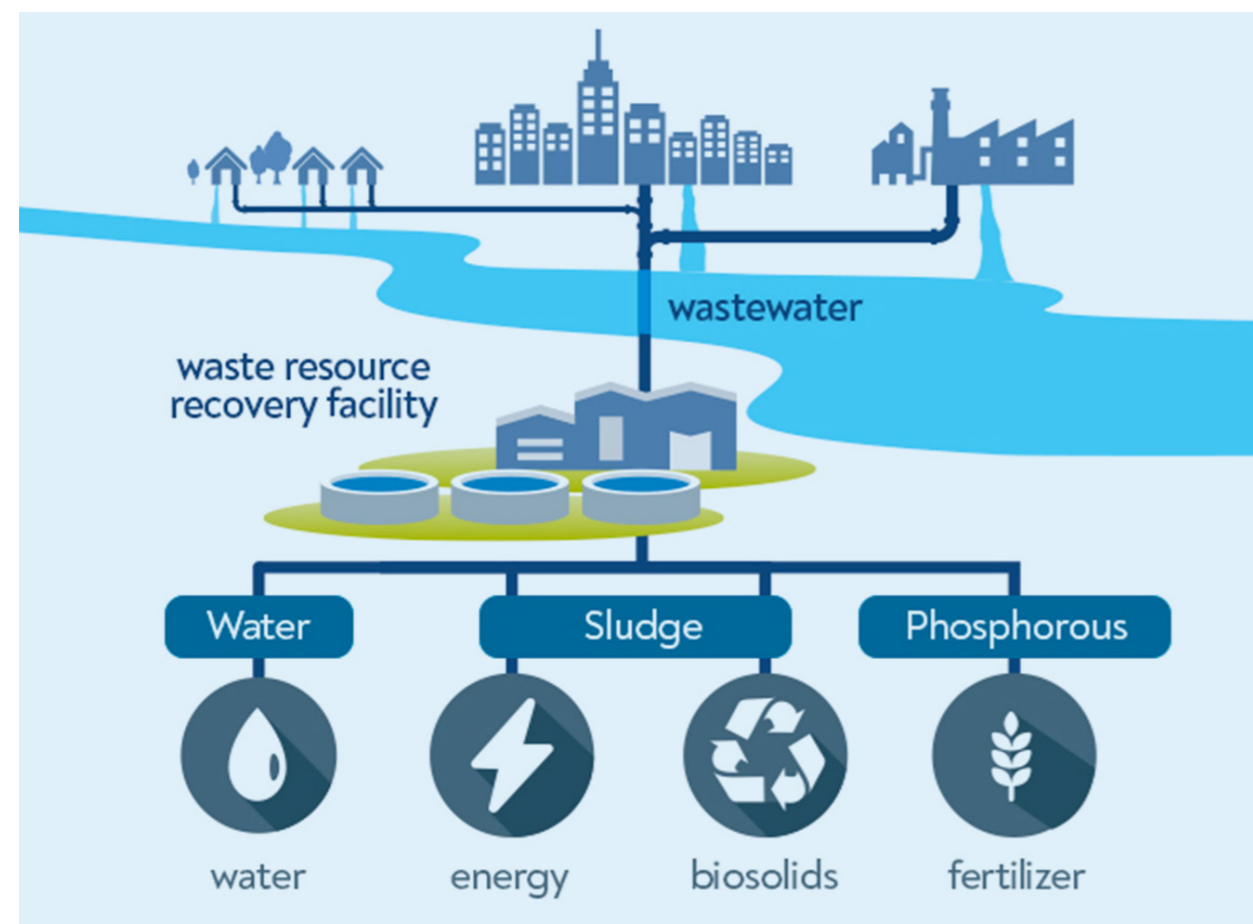 wastewater
waste resource
recovery facility
Water
Sludge
Phosphorous
water
energy
biosolids
fertilizer